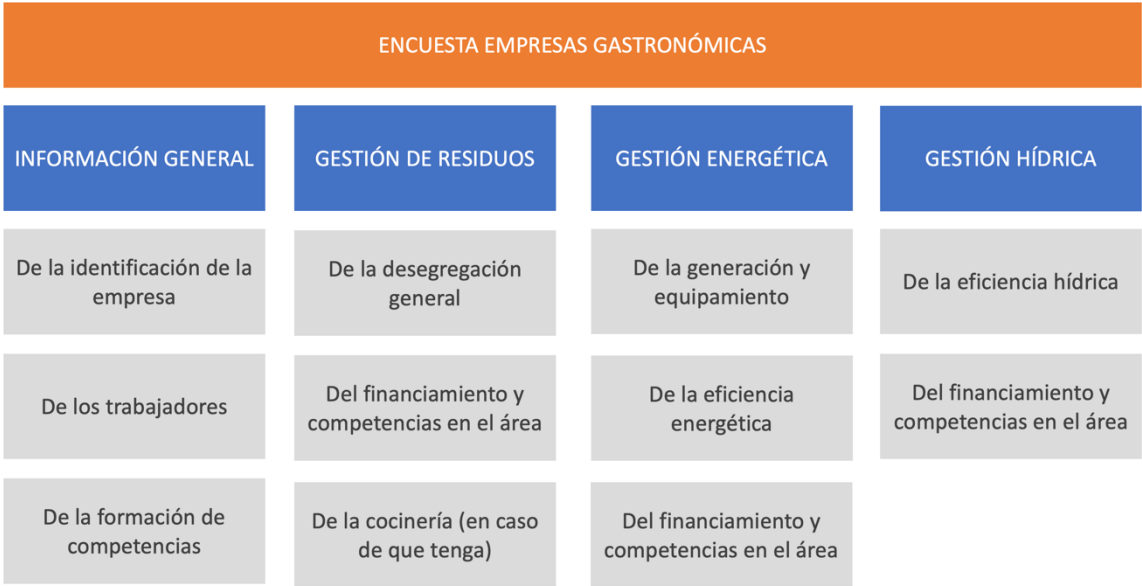 ENCUESTA EMPRESAS GASTRONÓMICAS
INFORMACIÓN GENERAL
De la identificación de la
empresa
De los trabajadores
De la formación de
competencias
GESTIÓN DE RESIDUOS
De la desegregación
general
Del financiamiento y
competencias en el área
De la cocinería (en caso
de que tenga)
GESTIÓN ENERGÉTICA
De la generación y
equipamiento
De la eficiencia
energética
Del financiamiento y
competencias en el área
GESTIÓN HÍDRICA
De la eficiencia hídrica
Del financiamiento y
competencias en el área